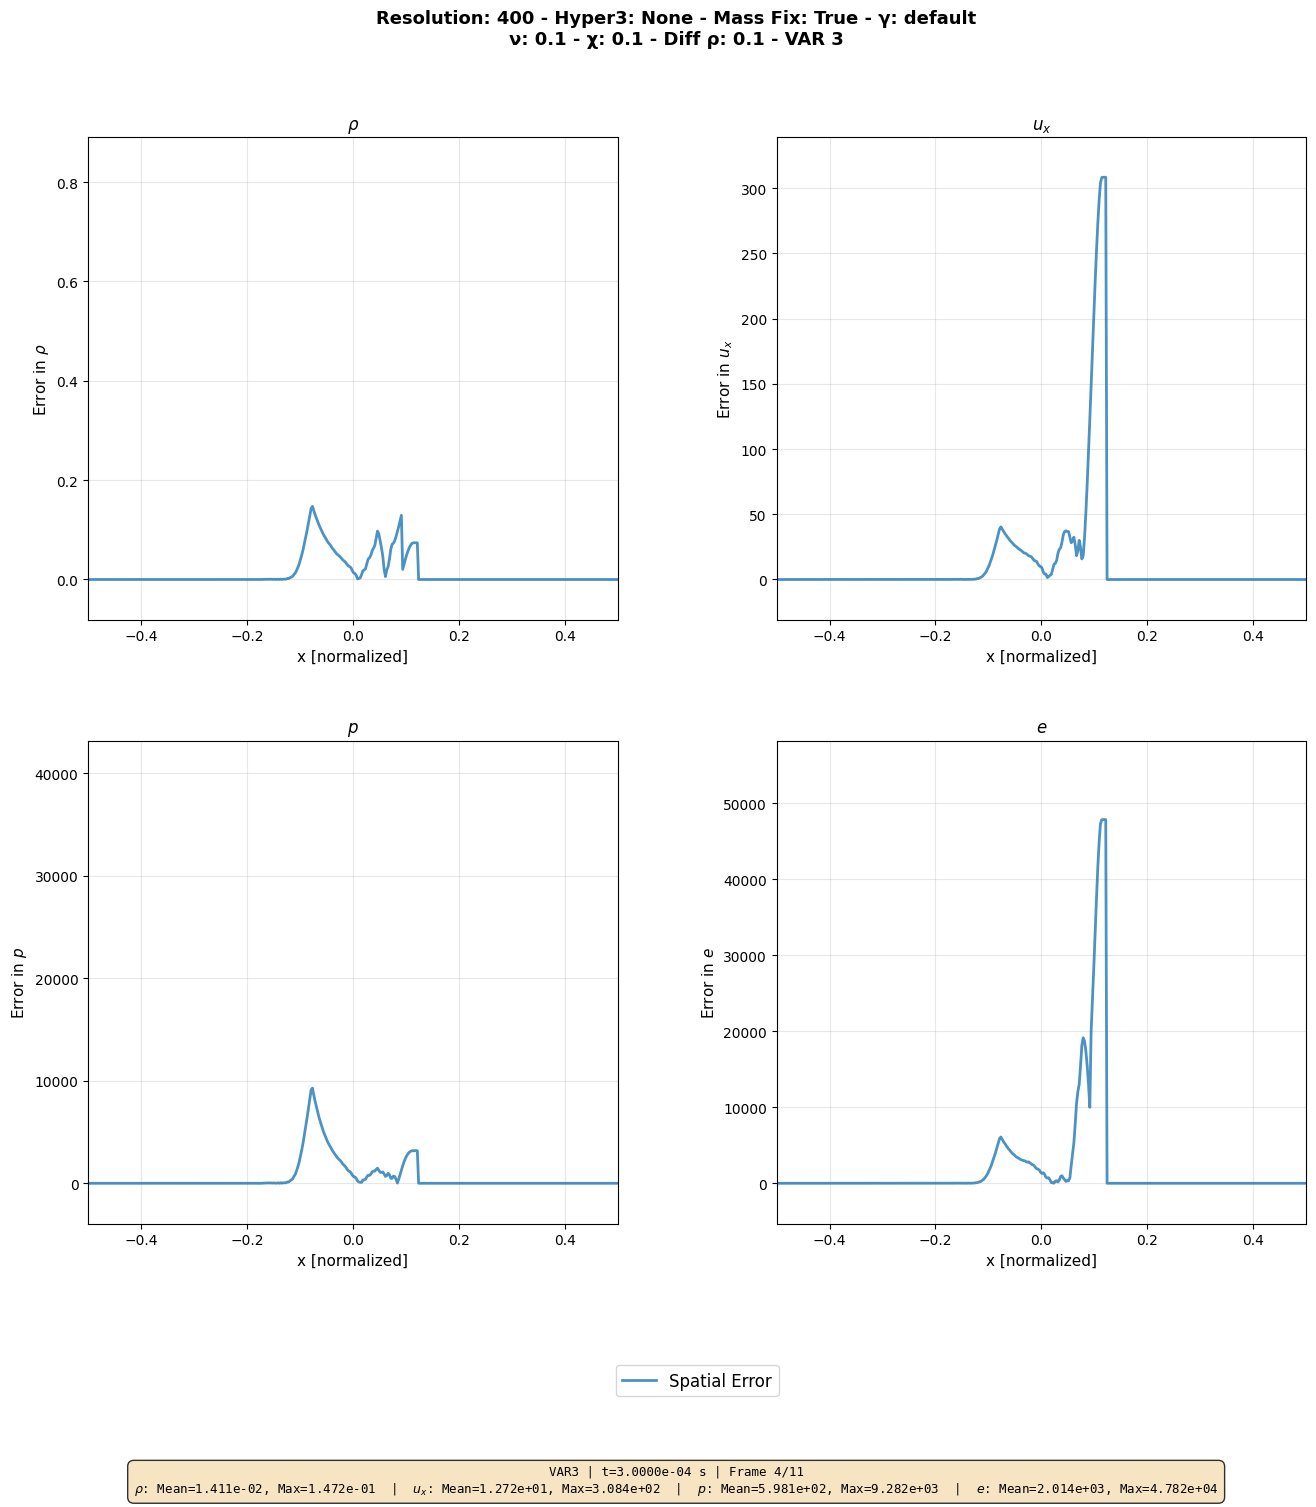 Resolution: 400 - Hyper3: None - Mass Fix: True - γ: default
ν: 0.1 - χ: 0.1 - Diff ρ: 0.1 - VAR 3
ρ
0.8
0.6
0.4
0.2
0.0
Error in ρ
−0.4 −0.2 0.0 0.2 0.4
x [normalized]
uₓ
300
250
200
150
100
50
0
Error in uₓ
−0.4 −0.2 0.0 0.2 0.4
x [normalized]
p
40000
30000
20000
10000
0
Error in p
−0.4 −0.2 0.0 0.2 0.4
x [normalized]
e
50000
40000
30000
20000
10000
0
Error in e
−0.4 −0.2 0.0 0.2 0.4
x [normalized]
Spatial Error
VAR3 | t=3.0000e-04 s | Frame 4/11
ρ: Mean=1.411e-02, Max=1.472e-01 | uₓ: Mean=1.272e+01, Max=3.084e+02 | p: Mean=5.981e+02, Max=9.282e+03 | e: Mean=2.014e+03, Max=4.782e+04